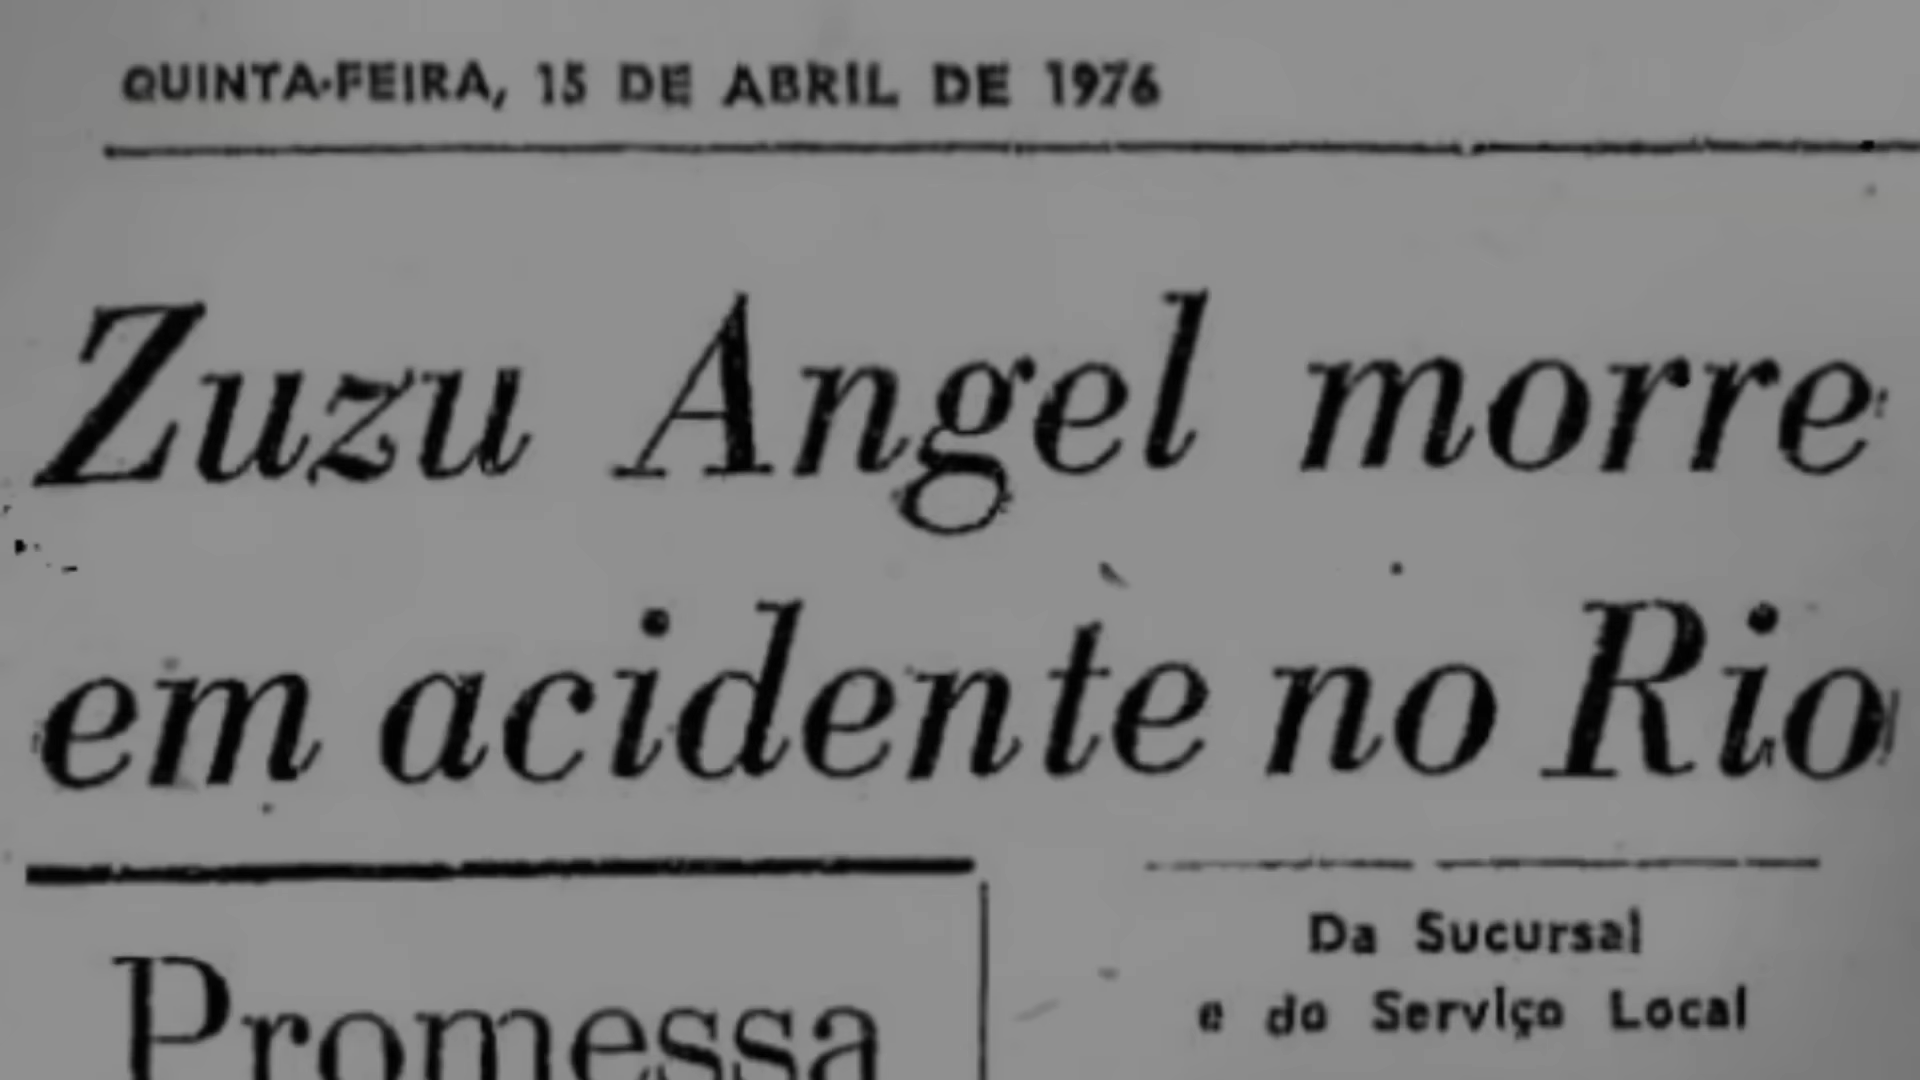 QUINTA-FEIRA, 15 DE ABRIL DE 1976
Zuzu Angel morre
em acidente no Rio
Promessa
Da Sucursal
e do Serviço Local